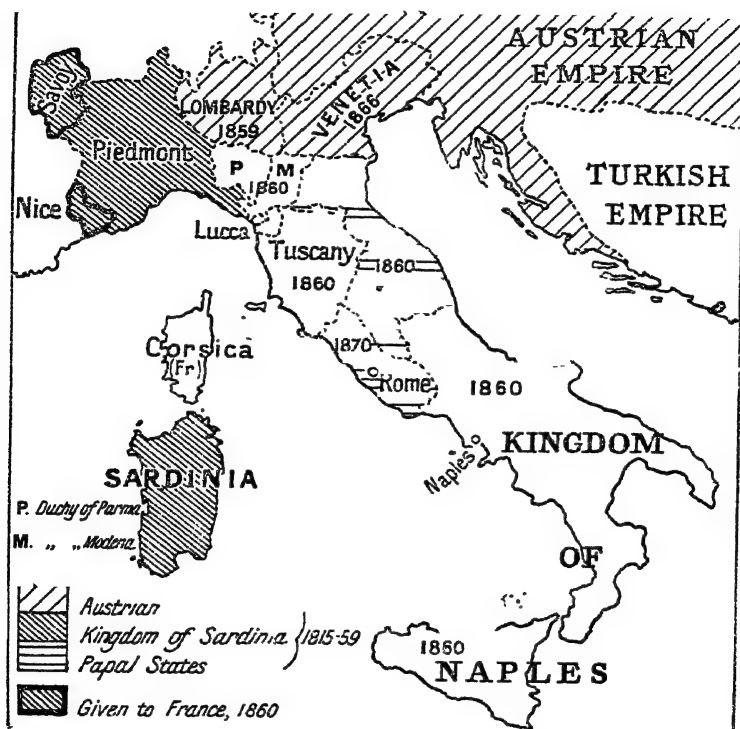 AUSTRIAN
EMPIRE
Savoy
LOMBARDY
1859
VENETIA
1866
Piedmont
P
M
1860
TURKISH
EMPIRE
Nice
Lucca
Tuscany
1860
1860
Corsica
(Fr)
1870
Rome
1860
KINGDOM
Naples
SARDINIA
P. Duchy of Parma
M. „ „ Modena
OF
Austrian
Kingdom of Sardinia
Papal States
1815-59
1860
NAPLES
Given to France, 1860